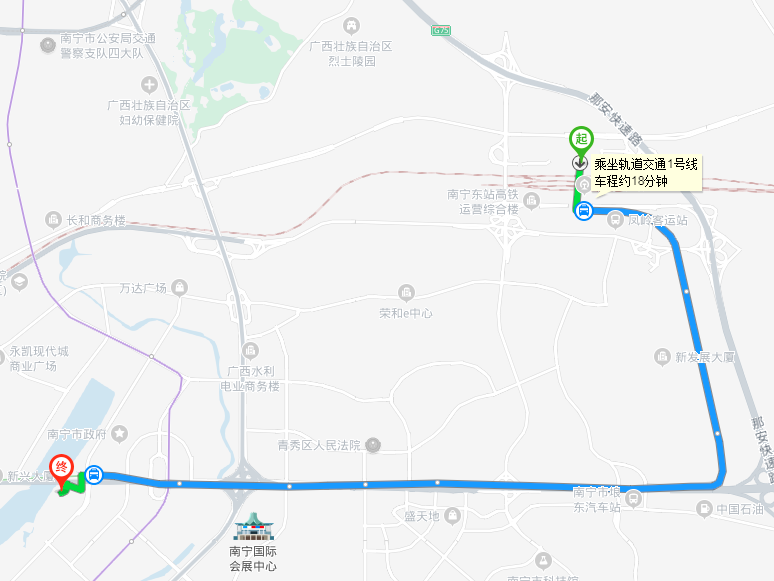 南宁市公安局交通
警察支队四大队
广西壮族自治区
烈士陵园
G75
广西壮族自治区
妇幼保健院
那安快速路
起
乘坐轨道交通1号线
车程约18分钟
南宁东站高铁
运营综合楼
长和商务楼
凤岭客运站
万达广场
荣和e中心
永凯现代城
商业广场
广西水利
电业商务楼
新发展大厦
南宁市政府
青秀区人民法院
那安快速路
终
新兴大厦
南宁市埌
东汽车站
中国石油
盛天地
南宁国际
会展中心
南宁市科技馆